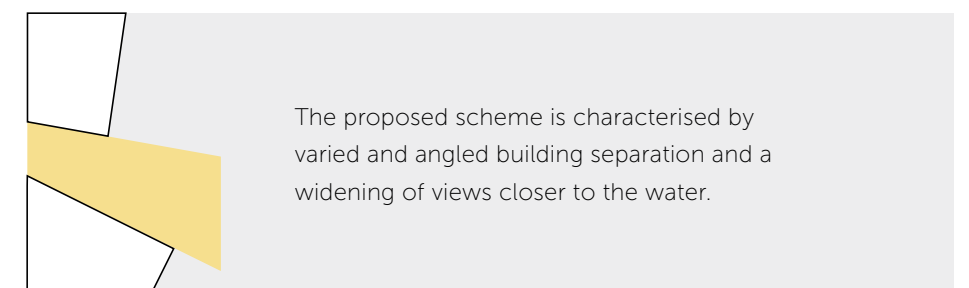 The proposed scheme is characterised by
varied and angled building separation and a
widening of views closer to the water.